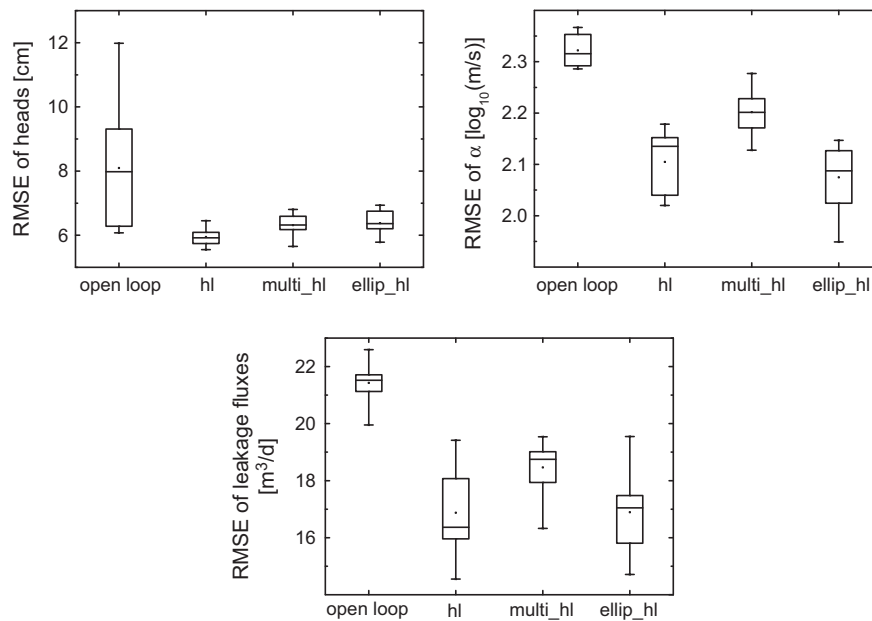 RMSE of heads [cm]
12
10
8
6
open loop hl multi_hl ellip_hl
RMSE of α [log10(m/s)]
2.3
2.2
2.1
2.0
open loop hl multi_hl ellip_hl
RMSE of leakage fluxes
[m³/d]
22
20
18
16
open loop hl multi_hl ellip_hl